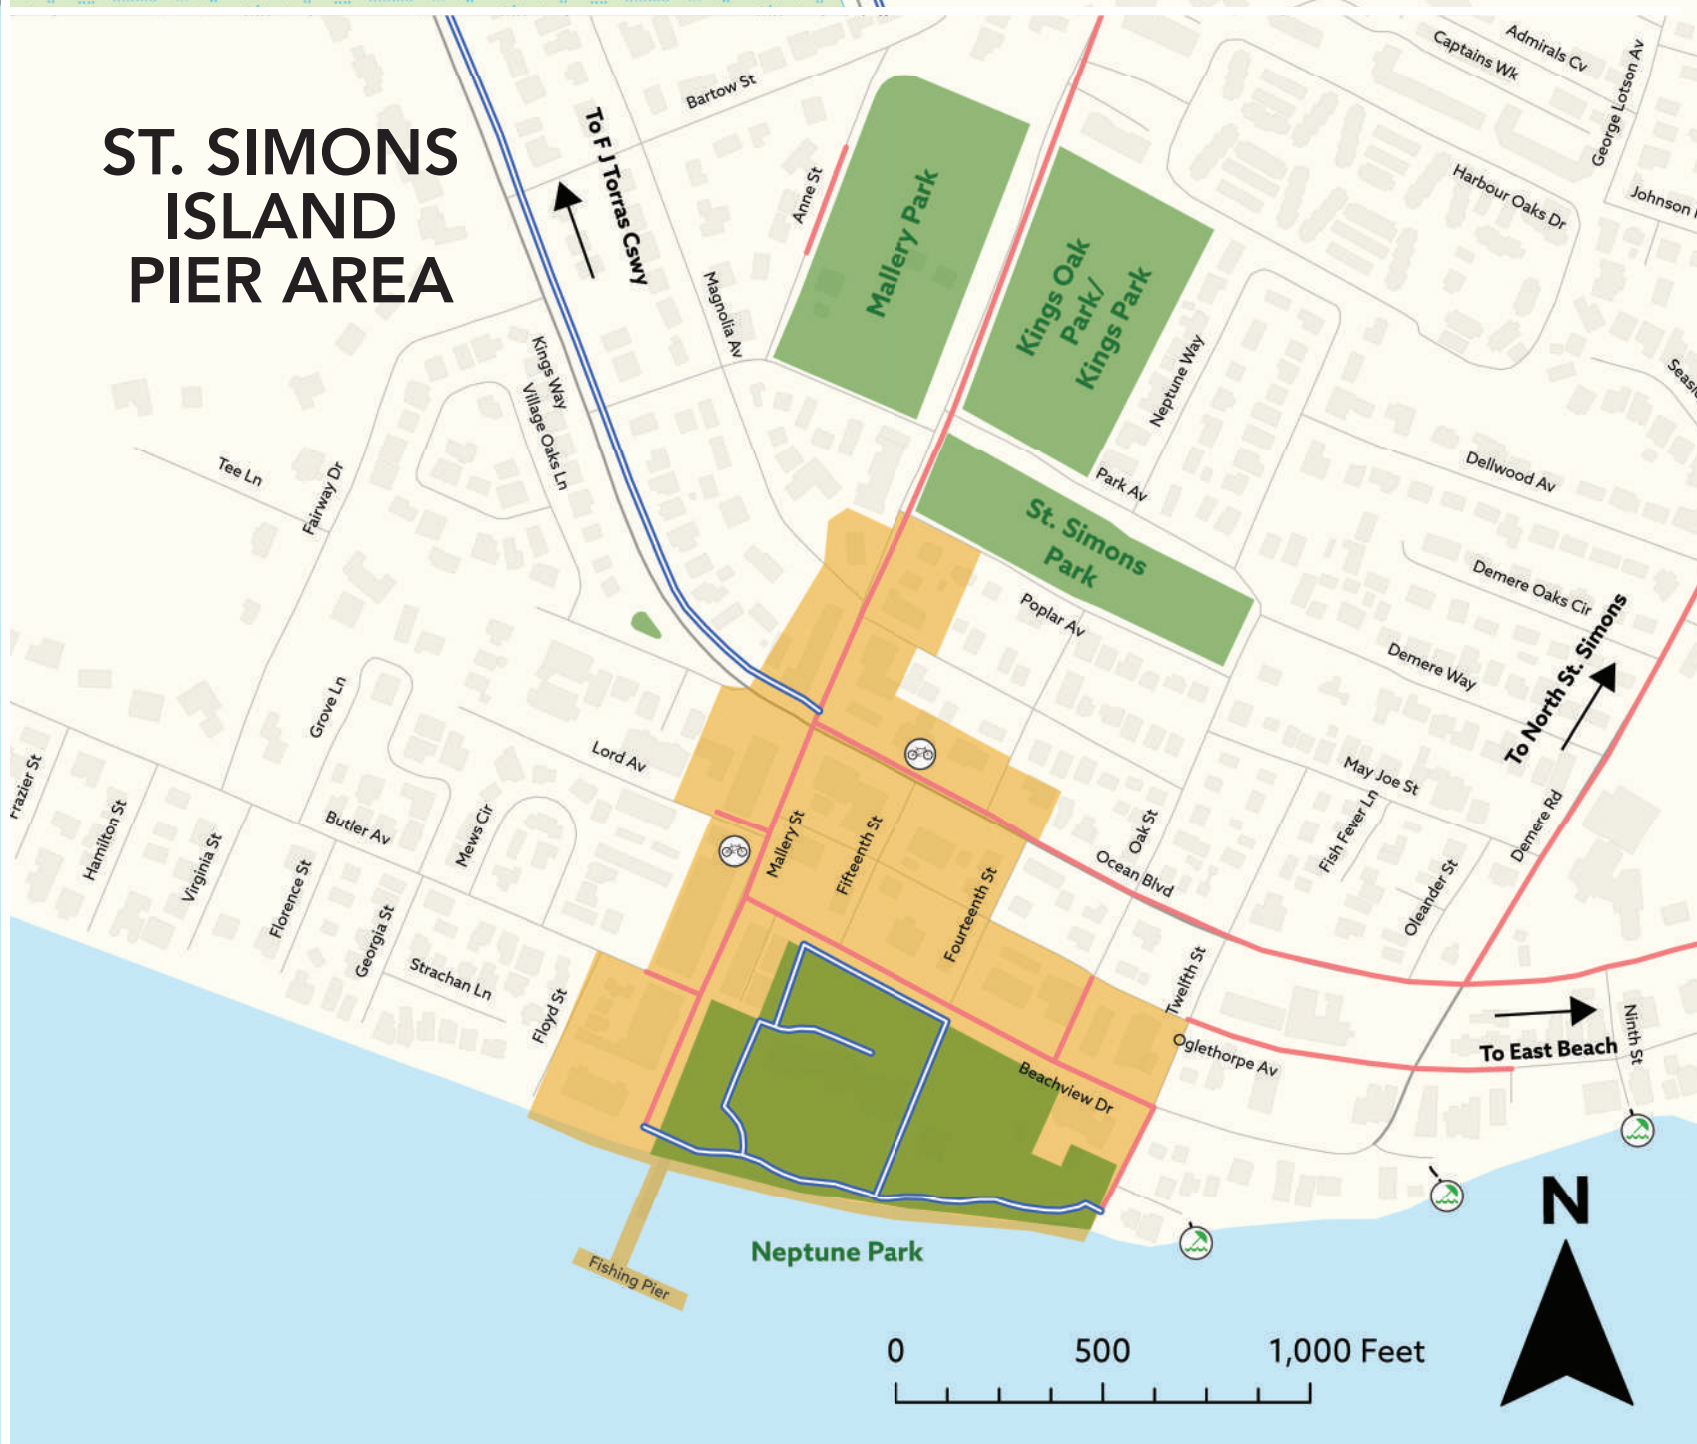 ST. SIMONS
ISLAND
PIER AREA
To F J Torras Cswy
Bartow St
Anne St
Magnolia Av
Mallery Park
Kings Oak
Park/
Kings Park
Captains Wk
Admirals Cv
George Lotson Av
Harbour Oaks Dr
Johnson
Neptune Way
Kings Way
Village Oaks Ln
Tee Ln
Fairway Dr
Park Av
Dellwood Av
St. Simons
Park
Demere Oaks Cir
Poplar Av
Demere Way
To North St. Simons
Grove Ln
Lord Av
May Joe St
Frazier St
Hamilton St
Virginia St
Butler Av
Mews Cir
Florence St
Georgia St
Strachan Ln
Floyd St
Mallery St
Fifteenth St
Fourteenth St
Oak St
Ocean Blvd
Fish Fever Ln
Demere Rd
Oleander St
Twelfth St
Oglethorpe Av
Beachview Dr
To East Beach
Ninth St
Neptune Park
Fishing Pier
N
0 500 1,000 Feet